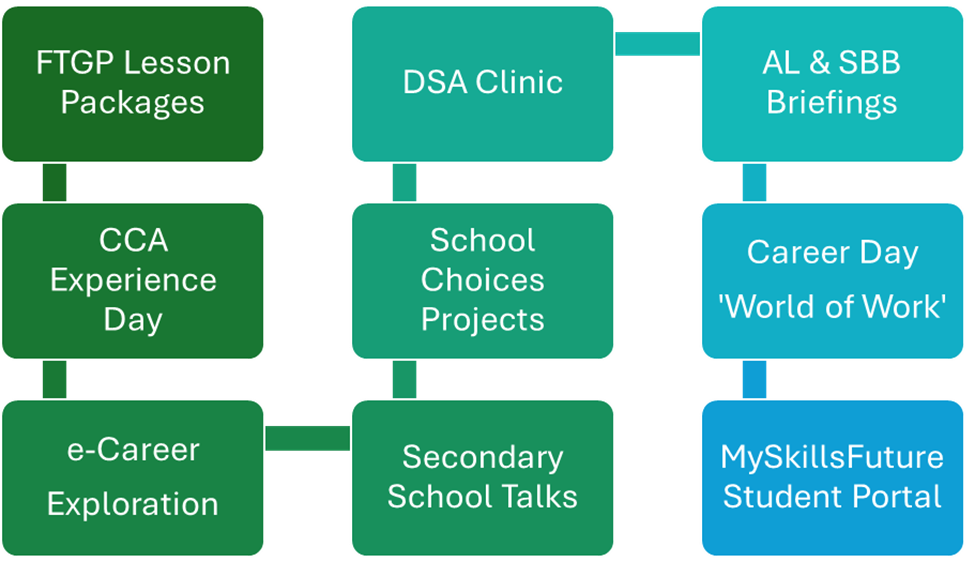 FTGP Lesson
Packages
CCA
Experience
Day
e-Career
Exploration
Secondary
School Talks
School
Choices
Projects
DSA Clinic
AL & SBB
Briefings
Career Day
'World of Work'
MySkillsFuture
Student Portal